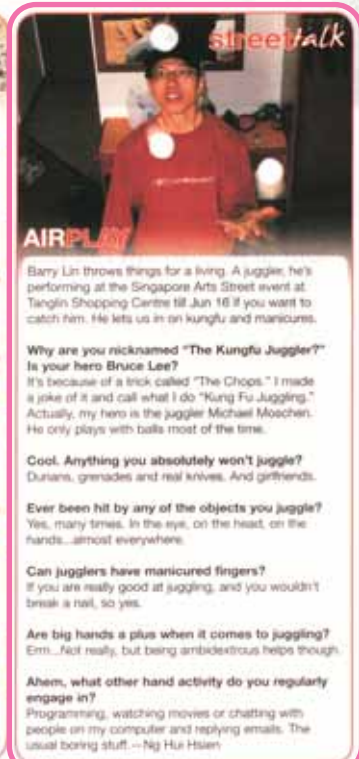 streettalk
AIRPLAY
Barry Lin throws things for a living. A juggler, he's
performing at the Singapore Arts Street event at
Tanglin Shopping Centre till Jun 16 if you want to
catch him. He lets us in on kungfu and manicures.
Why are you nicknamed "The Kungfu Juggler?"
Is your hero Bruce Lee?
It's because of a trick called "The Chops." I made
a joke of it and call what I do "Kung Fu Juggling."
Actually, my hero is the juggler Michael Moschen.
He only plays with balls most of the time.
Cool. Anything you absolutely won't juggle?
Durians, grenades and real knives. And girlfriends.
Ever been hit by any of the objects you juggle?
Yes, many times. In the eye, on the head, on the
hands...almost everywhere.
Can jugglers have manicured fingers?
If you are really good at juggling, and you wouldn't
break a nail, so yes.
Are big hands a plus when it comes to juggling?
Erm...Not really, but being ambidextrous helps though.
Ahem, what other hand activity do you regularly
engage in?
Programming, watching movies or chatting with
people on my computer and replying emails. The
usual boring stuff. – Ng Hui Hsien